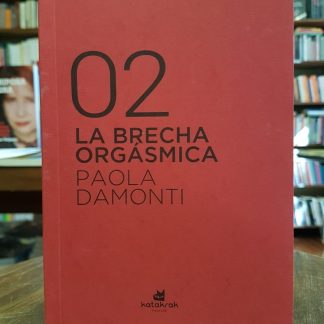 02
LA BRECHA
ORGÁSMICA
PAOLA
DAMONTI
katakrak